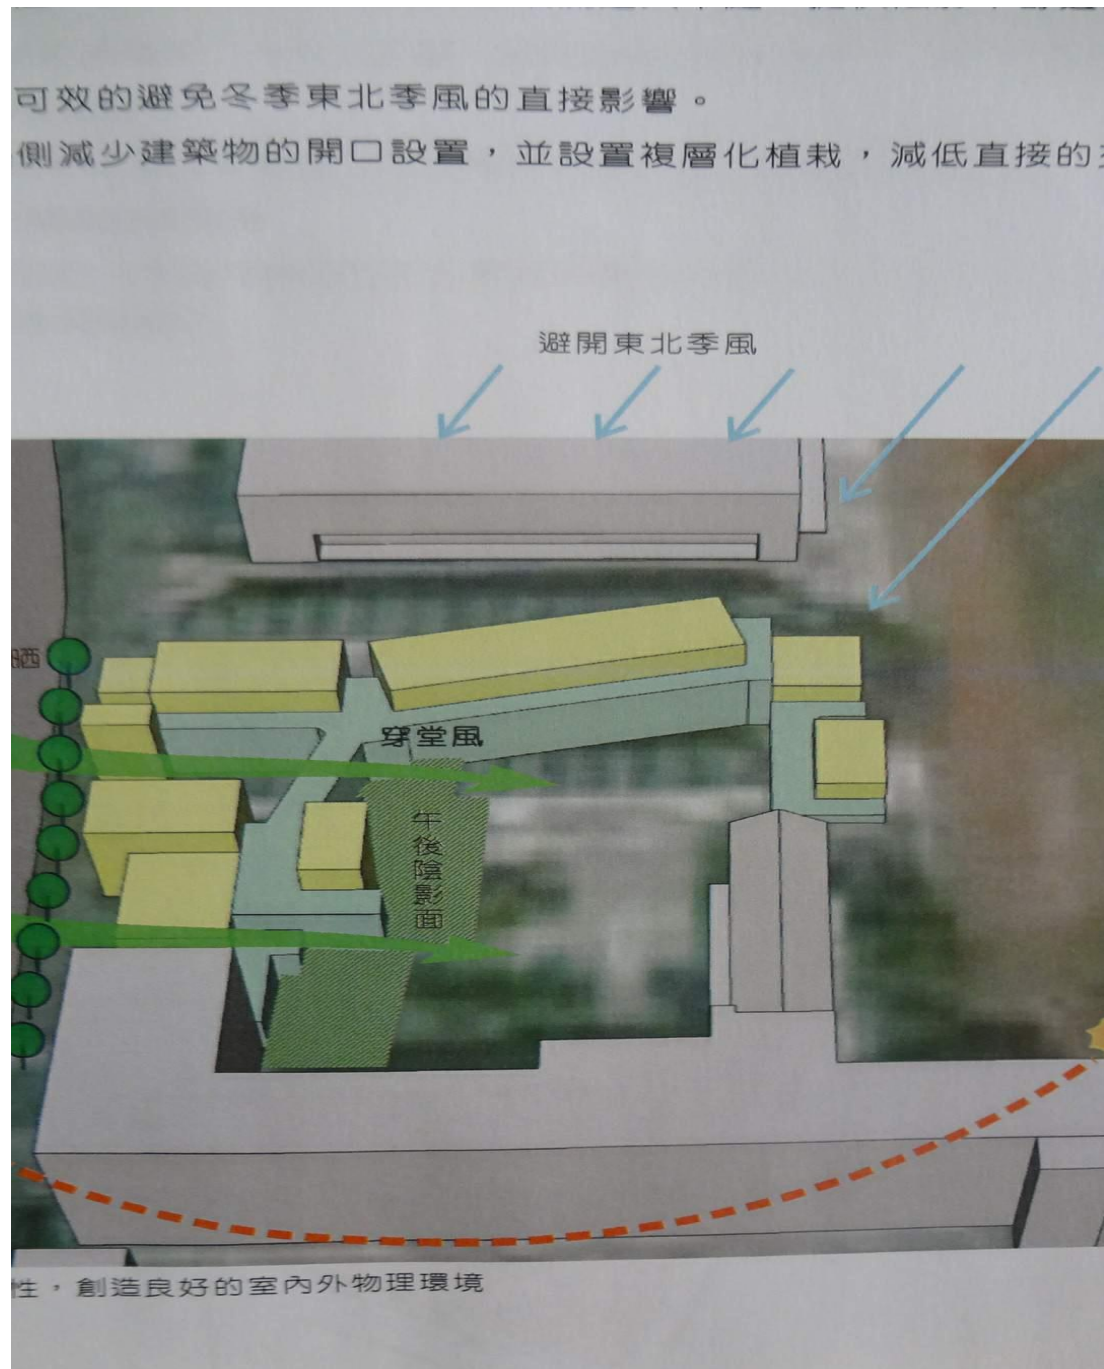 可效的避免冬季東北季風的直接影響。
側減少建築物的開口設置，並設置複層化植栽，減低直接的
避開東北季風
晒
穿堂風
午後陰影面
性，創造良好的室內外物理環境